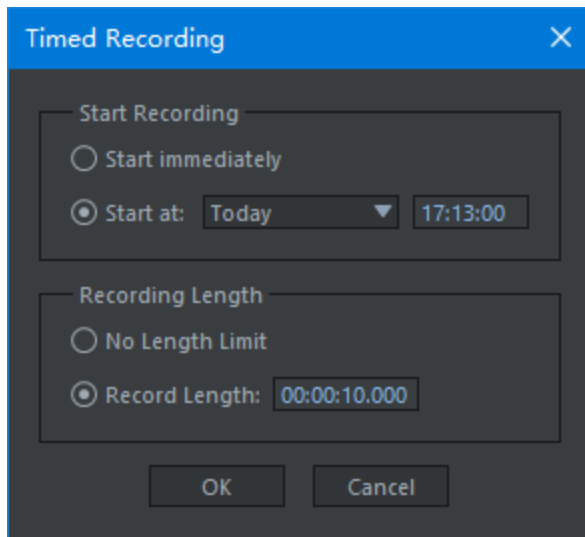 Timed Recording
Start Recording
Start immediately
Start at: Today 17:13:00
Recording Length
No Length Limit
Record Length: 00:00:10.000
OK Cancel